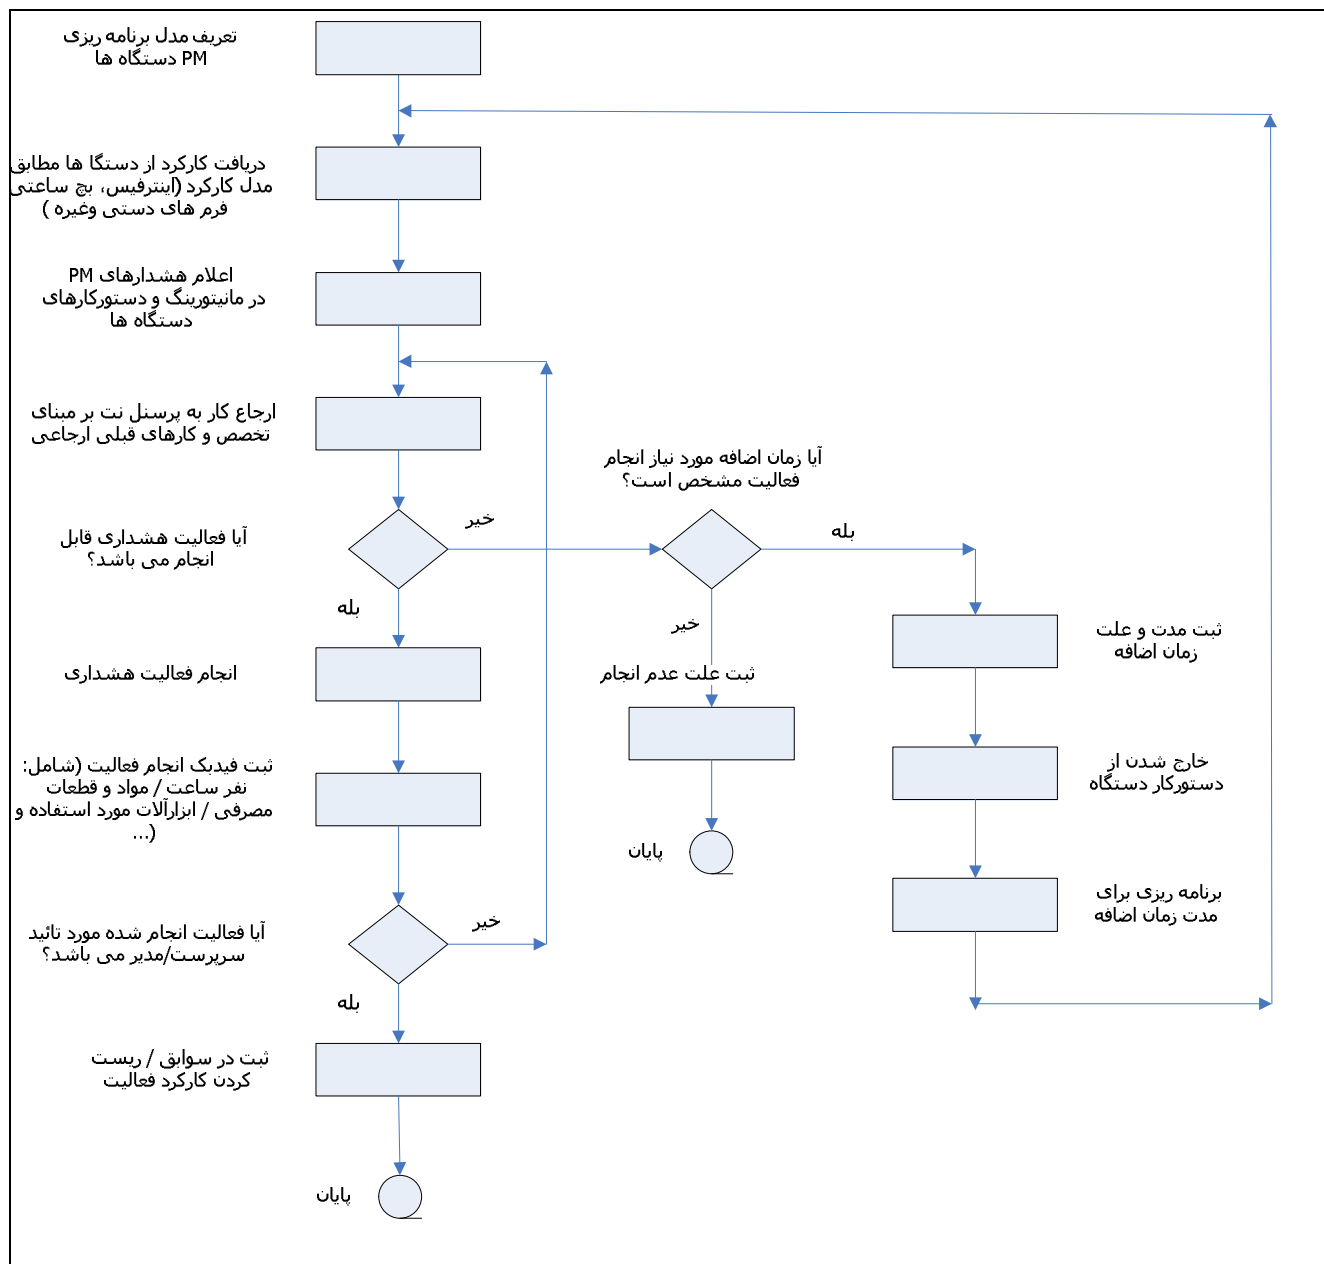 تعریف مدل برنامه ریزی
PM دستگاه ها
دریافت کارکرد از دستگا ها مطابق
مدل کارکرد (اینترفیس، بچ ساعتی
فرم های دستی وغیره )
اعلام هشدارهای PM
در مانیتورینگ و دستورکارهای
دستگاه ها
ارجاع کار به پرسنل نت بر مبنای
تخصص و کارهای قبلی ارجاعی
آیا زمان اضافه مورد نیاز انجام
فعالیت مشخص است؟
آیا فعالیت هشداری قابل
انجام می باشد؟
خیر
بله
بله
خیر
ثبت مدت و علت
زمان اضافه
انجام فعالیت هشداری
ثبت علت عدم انجام
خارج شدن از
دستورکار دستگاه
ثبت فیدبک انجام فعالیت (شامل:
نفر ساعت / مواد و قطعات
مصرفی / ابزارآلات مورد استفاده و
...)
پایان
برنامه ریزی برای
مدت زمان اضافه
آیا فعالیت انجام شده مورد تائید
سرپرست/مدیر می باشد؟
خیر
بله
ثبت در سوابق / ریست
کردن کارکرد فعالیت
پایان